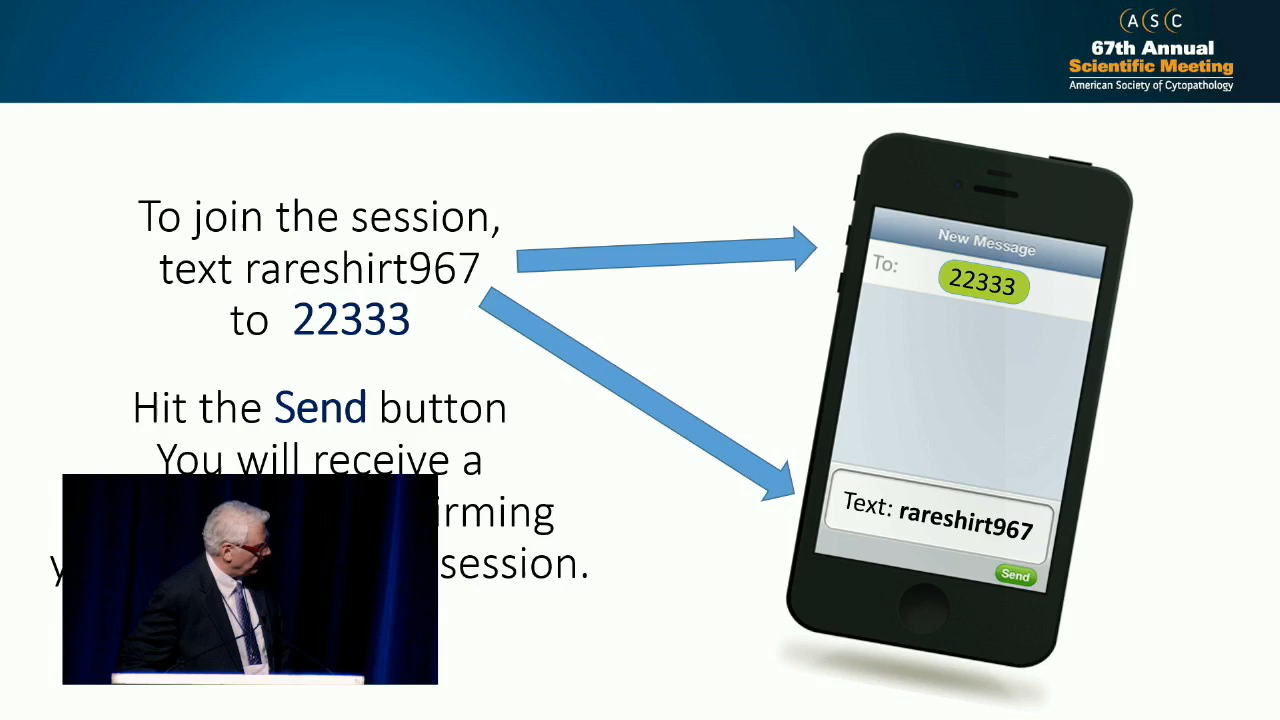 ASC
67th Annual
Scientific Meeting
American Society of Cytopathology
To join the session,
text rareshirt967
to 22333
Hit the Send button
You will receive a
irming
session.
New Message
To: 22333
Text: rareshirt967
Send